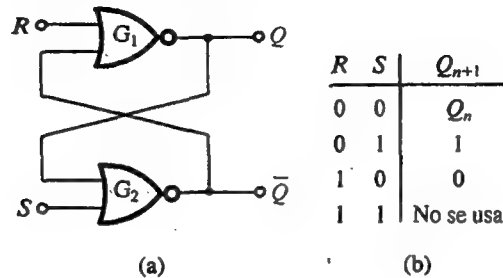 R
G₁
Q
G₂
Q̄
S
(a)
R S Qₙ₊₁
0 0 Qₙ
0 1 1
1 0 0
1 1 No se usa
(b)